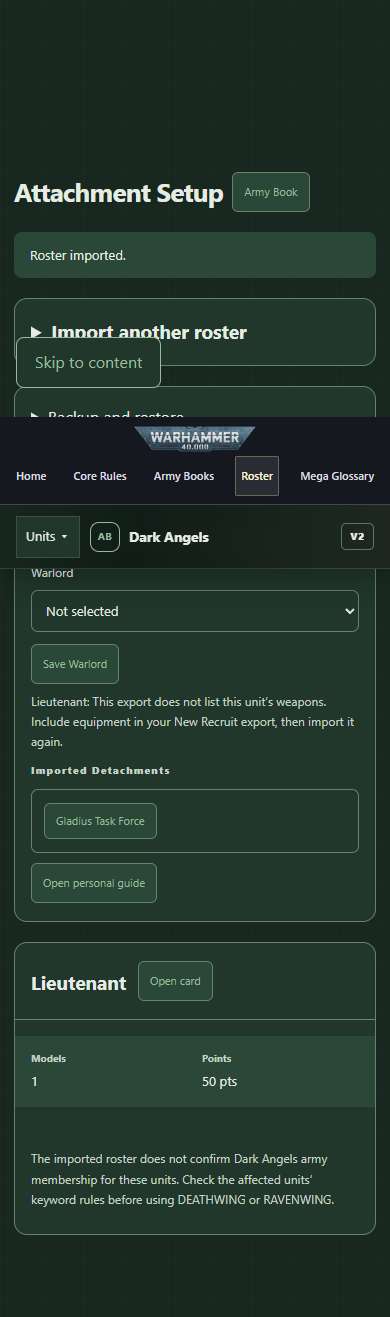 Attachment Setup
Army Book
Roster imported.
▶ Import another roster
Skip to content
▶ Backup and restore
WARHAMMER
40,000
Home Core Rules Army Books Roster Mega Glossary
Units ▾ AB Dark Angels V2
Warlord
Not selected
Save Warlord
Lieutenant: This export does not list this unit's weapons.
Include equipment in your New Recruit export, then import it
again.
Imported Detachments
Gladius Task Force
Open personal guide
Lieutenant
Open card
Models Points
1 50 pts
The imported roster does not confirm Dark Angels army
membership for these units. Check the affected units'
keyword rules before using DEATHWING or RAVENWING.